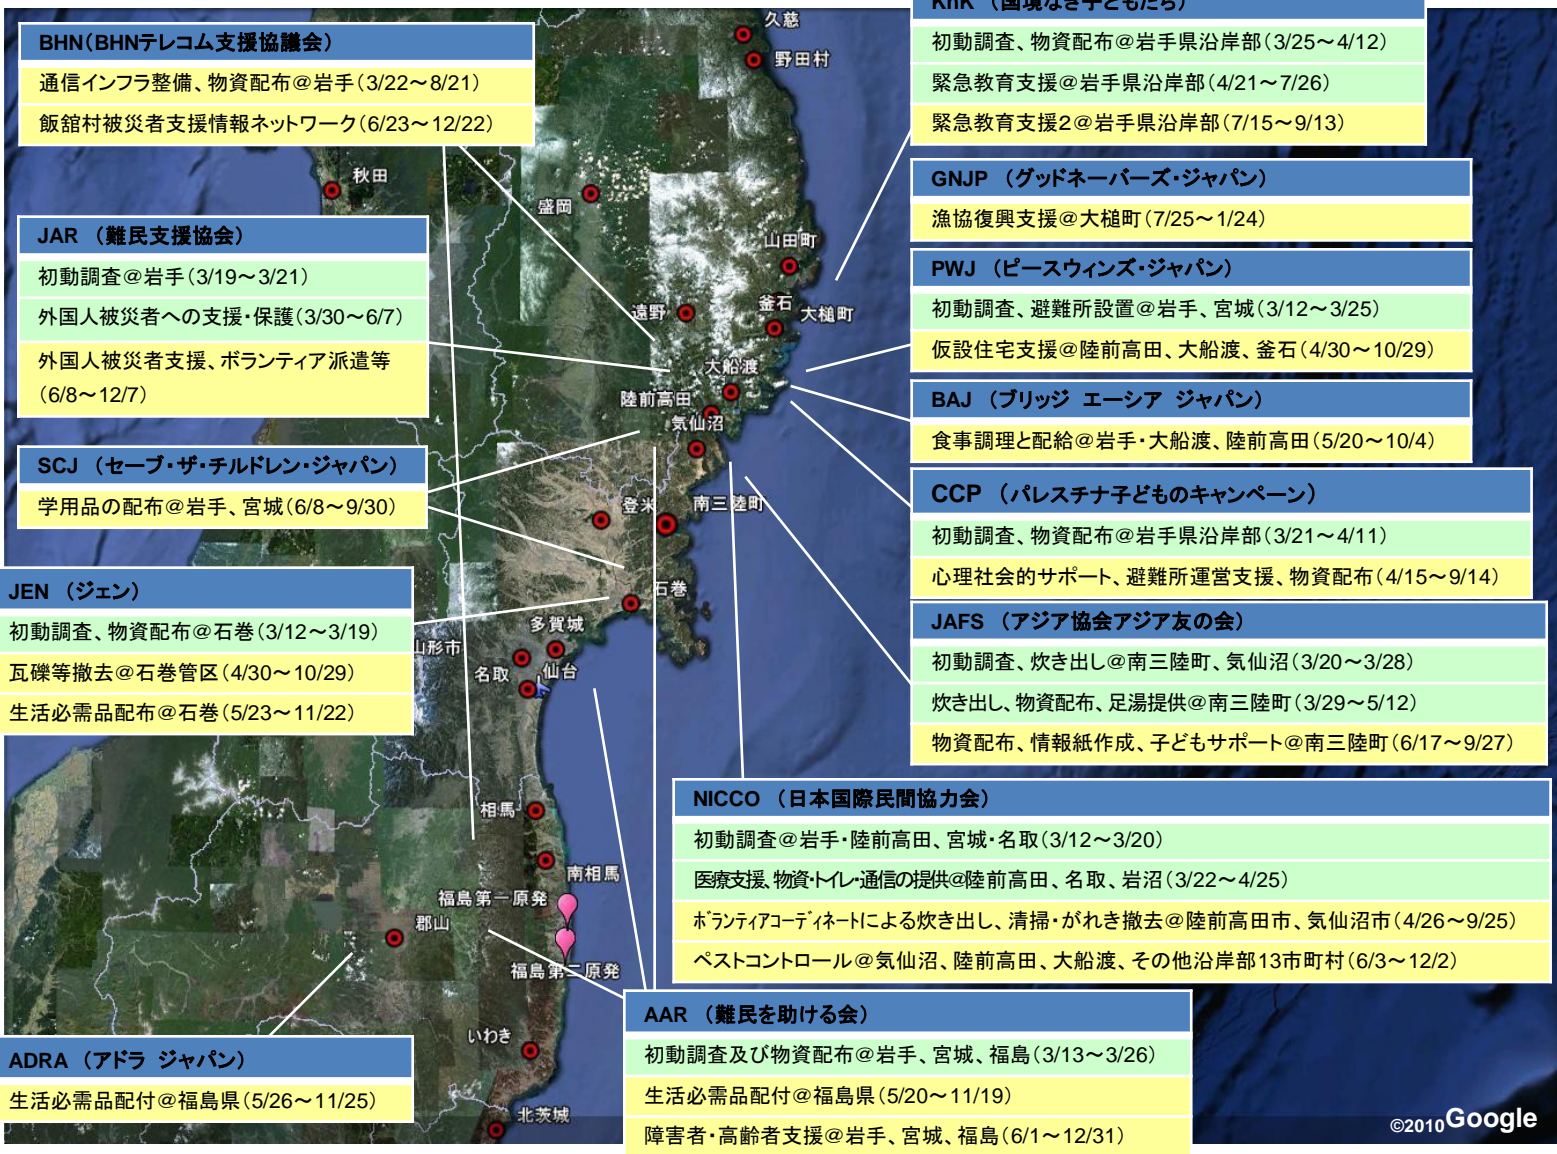 BHN(BHNテレコム支援協議会)
通信インフラ整備、物資配布@岩手(3/22～8/21)
飯舘村被災者支援情報ネットワーク(6/23～12/22)
KnK (国境なき子どもたち)
初動調査、物資配布@岩手県沿岸部(3/25～4/12)
緊急教育支援@岩手県沿岸部(4/21～7/26)
緊急教育支援2@岩手県沿岸部(7/15～9/13)
GNJP (グッドネーバーズ・ジャパン)
漁協復興支援@大槌町(7/25～1/24)
JAR (難民支援協会)
初動調査@岩手(3/19～3/21)
外国人被災者への支援・保護(3/30～6/7)
外国人被災者支援、ボランティア派遣等
(6/8～12/7)
PWJ (ピースウィンズ・ジャパン)
初動調査、避難所設置@岩手、宮城(3/12～3/25)
仮設住宅支援@陸前高田、大船渡、釜石(4/30～10/29)
BAJ (ブリッジ エーシア ジャパン)
食事調理と配給@岩手・大船渡、陸前高田(5/20～10/4)
SCJ (セーブ・ザ・チルドレン・ジャパン)
学用品の配布@岩手、宮城(6/8～9/30)
CCP (パレスチナ子どものキャンペーン)
初動調査、物資配布@岩手県沿岸部(3/21～4/11)
心理社会的サポート、避難所運営支援、物資配布(4/15～9/14)
JEN (ジェン)
初動調査、物資配布@石巻(3/12～3/19)
瓦礫等撤去@石巻管区(4/30～10/29)
生活必需品配布@石巻(5/23～11/22)
JAFS (アジア協会アジア友の会)
初動調査、炊き出し@南三陸町、気仙沼(3/20～3/28)
炊き出し、物資配布、足湯提供@南三陸町(3/29～5/12)
物資配布、情報紙作成、子どもサポート@南三陸町(6/17～9/27)
NICCO (日本国際民間協力会)
初動調査@岩手・陸前高田、宮城・名取(3/12～3/20)
医療支援、物資・トイレ・通信の提供@陸前高田、名取、岩沼(3/22～4/25)
ボランティアコーディネートによる炊き出し、清掃・がれき撤去@陸前高田市、気仙沼市(4/26～9/25)
ペストコントロール@気仙沼、陸前高田、大船渡、その他沿岸部13市町村(6/3～12/2)
AAR (難民を助ける会)
初動調査及び物資配布@岩手、宮城、福島(3/13～3/26)
生活必需品配付@福島県(5/20～11/19)
障害者・高齢者支援@岩手、宮城、福島(6/1～12/31)
ADRA (アドラ ジャパン)
生活必需品配付@福島県(5/26～11/25)
久慈
野田村
秋田
盛岡
山田町
釜石
大槌町
遠野
大船渡
陸前高田
気仙沼
登米
南三陸町
石巻
多賀城
山形市
名取
仙台
相馬
南相馬
福島第一原発
郡山
福島第二原発
いわき
北茨城
©2010Google